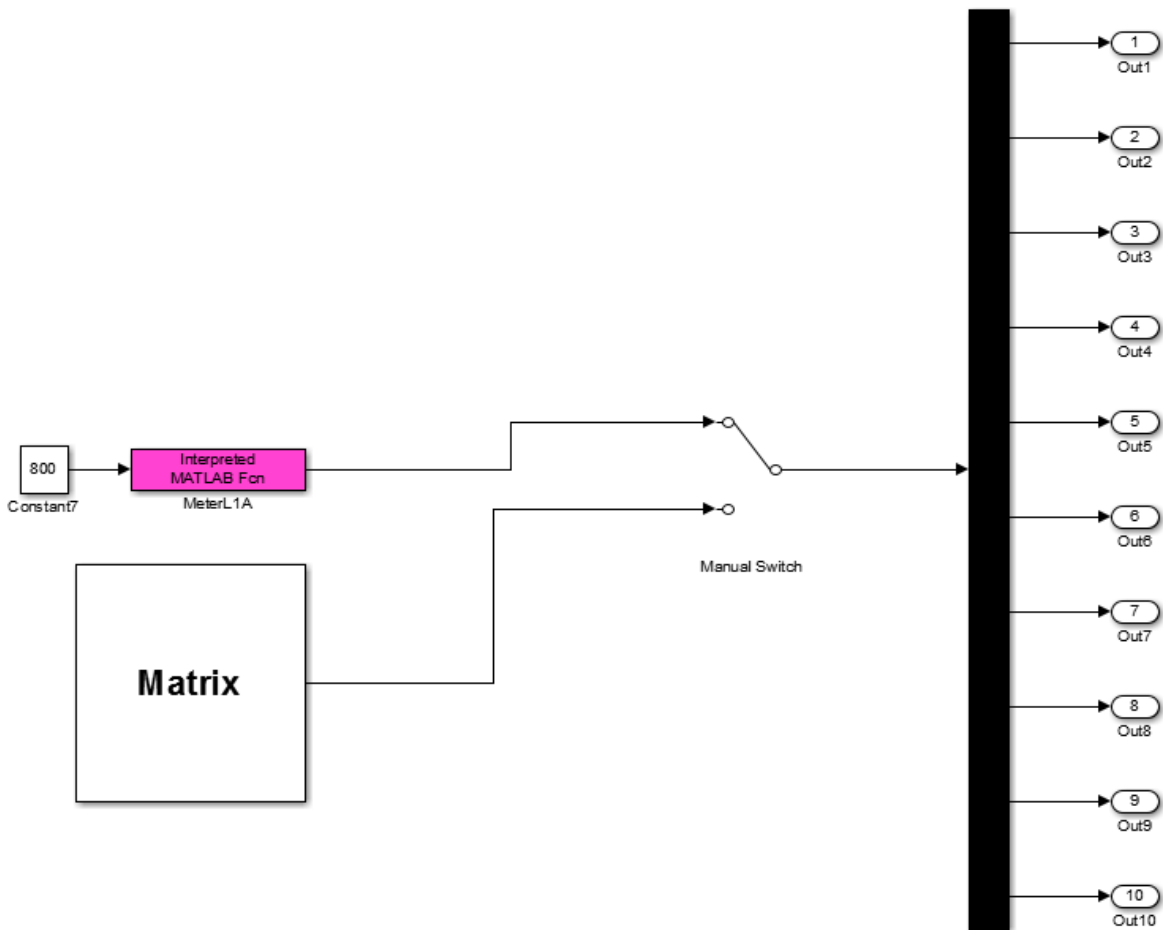 1
Out1
2
Out2
3
Out3
4
Out4
5
Out5
800
Constant7
Interpreted
MATLAB Fcn
MeterL1A
6
Out6
Manual Switch
Matrix
7
Out7
8
Out8
9
Out9
10
Out10